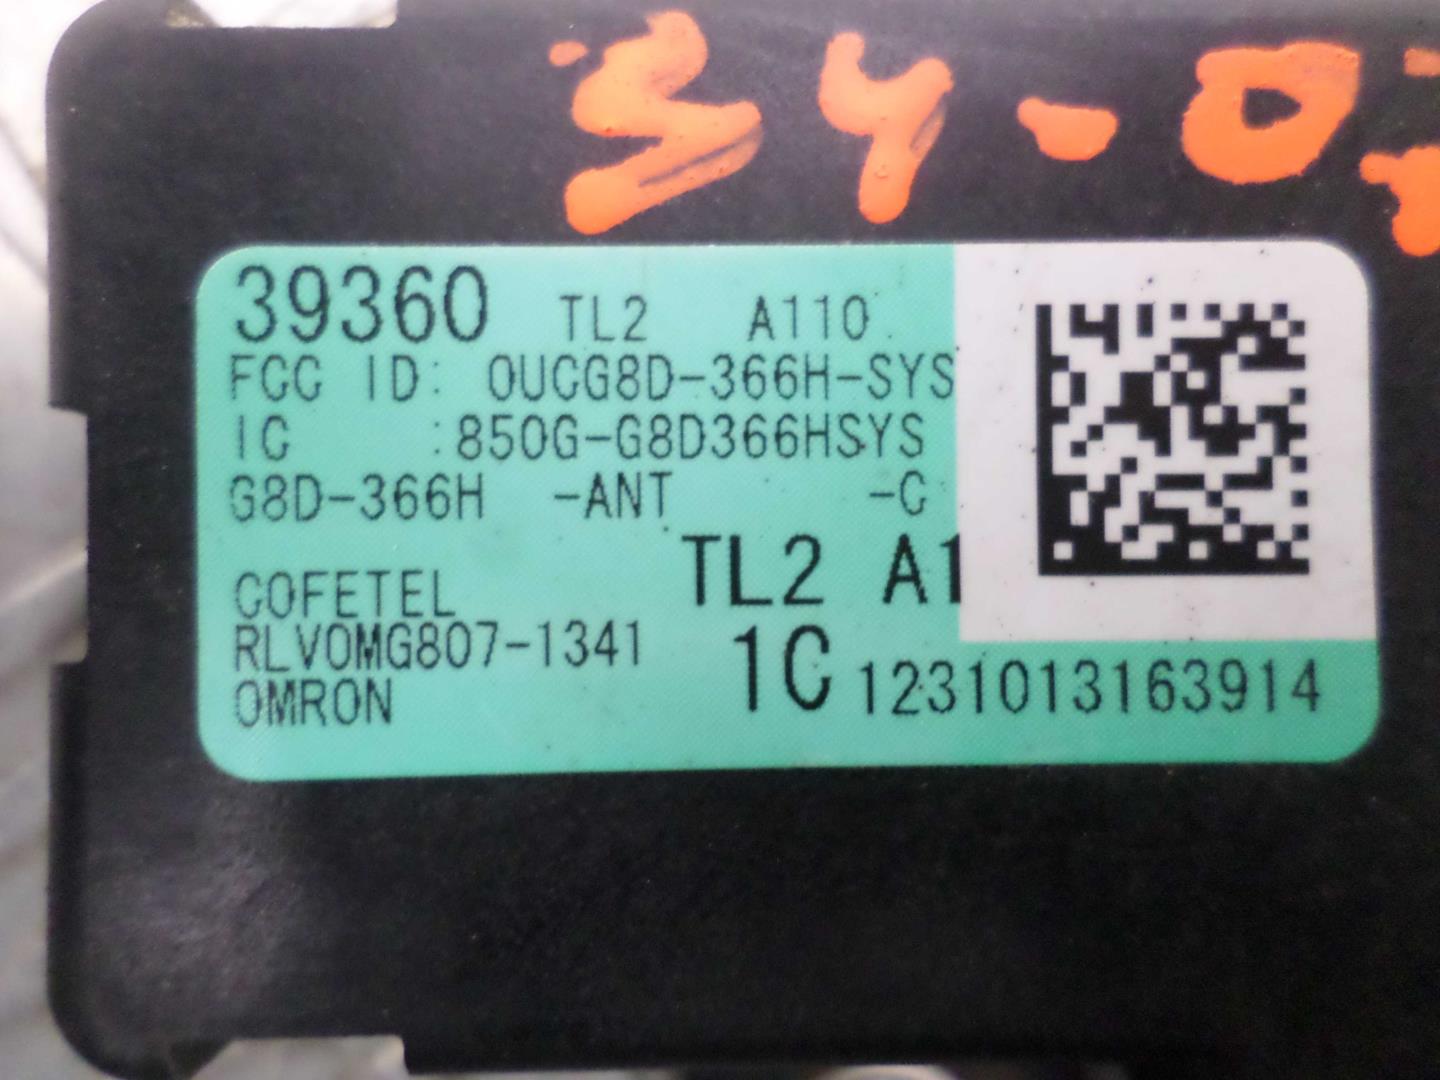 34-0
39360 TL2 A110
FCC ID: OUCG8D-366H-SYS
IC :850G-G8D366HSYS
G8D-366H -ANT -C
TL2 A1
COFETEL
RLVOMG807-1341
1C 1231013163914
OMRON